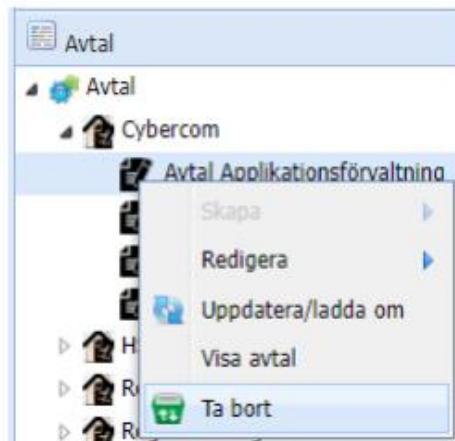 Avtal
Avtal
Cybercom
Avtal Applikationsförvaltning
Skapa
Redigera
Uppdatera/ladda om
Visa avtal
Ta bort